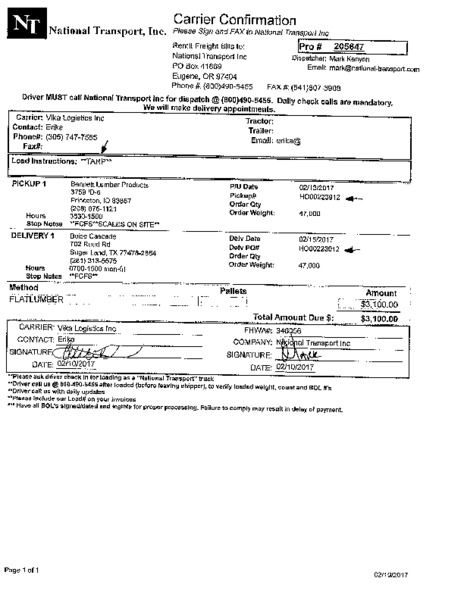 NT National Transport, Inc.
Carrier Confirmation
Please Sign and FAX to National Transport Inc
Remit Freight Bills to:
National Transport Inc
PO Box 41869
Eugene, OR 97404
Phone #: (800)490-5455 FAX #: (541)607 3908
Pro # 205647
Dispatcher: Mark Kenyon
Email: mark@national-transport.com
Driver MUST call National Transport Inc for dispatch @ (800)490-5455. Daily check calls are mandatory.
We will make delivery appointments.
Carrier: Vika Logistics Inc
Contact: Erika
Phone#: (305) 747-7585
Fax#:
Tractor:
Trailer:
Email: erika@
Load Instructions: **TARP**
PICKUP 1
Bennett Lumber Products
3759
Princeton, ID 83857
(208) 875-1121
Hours 0530-1500
Stop Notes **FCFS**SCALES ON SITE**
P/U Date 02/13/2017
Pickup# HO00223912
Order Qty
Order Weight: 47,000
DELIVERY 1
Boise Cascade
702 Reed Rd
Sugar Land, TX 77478-2854
(281) 313-5575
Hours 0700-1500 mon-fri
Stop Notes **FCFS**
Delv Date 02/15/2017
Delv PO# HO00223912
Order Qty
Order Weight: 47,000
Method Pallets Amount
FLATLUMBER $3,100.00
Total Amount Due $: $3,100.00
CARRIER: Vika Logistics Inc
CONTACT: Erika
SIGNATURE:
DATE: 02/10/2017
FHWA#: 346356
COMPANY: National Transport Inc
SIGNATURE: Mark
DATE: 02/10/2017
**Please ask driver check in for loading as a "National Transport" truck
**Driver call us @ 800-490-5455 after loaded (before leaving shipper), to verify loaded weight, count and BOL #'s
**Driver call us with daily updates
**Please include our Load# on your invoices
*** Have all BOL's signed/dated and legible for proper processing. Failure to comply may result in delay of payment.
Page 1 of 1
02/10/2017